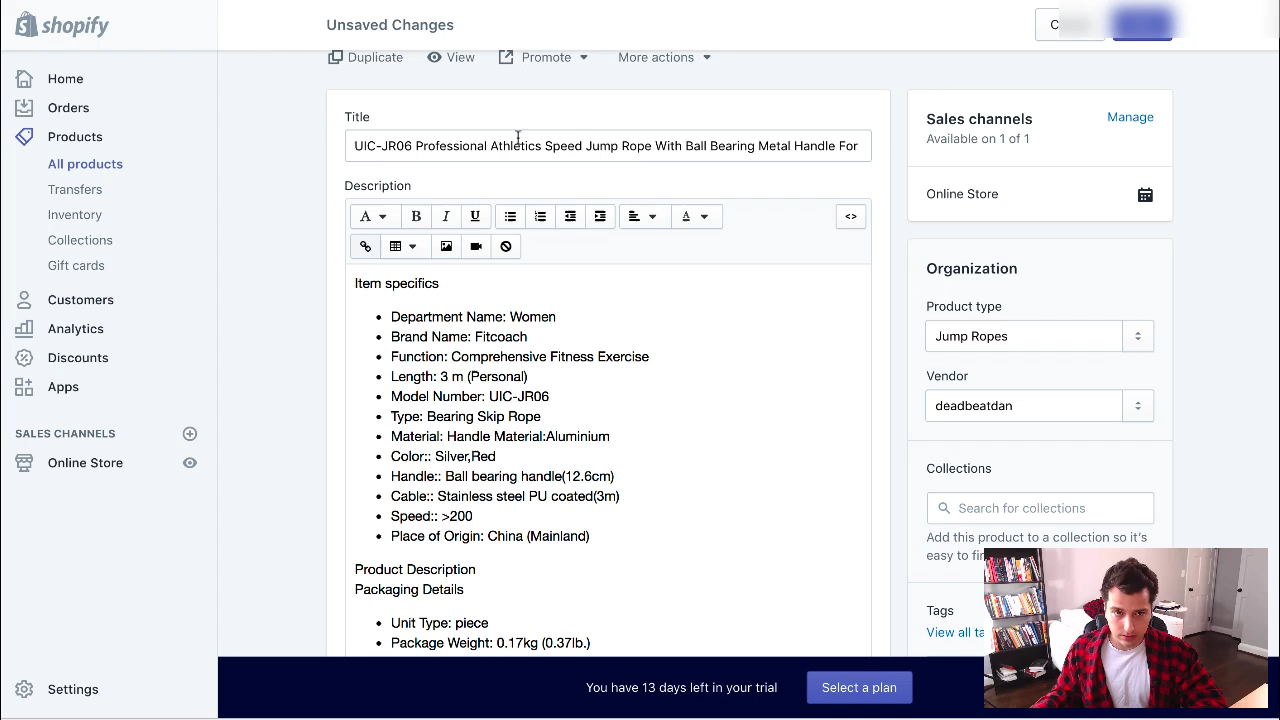 shopify
Unsaved Changes
Duplicate
View
Promote
More actions
Home
Orders
Products
All products
Transfers
Inventory
Collections
Gift cards
Customers
Analytics
Discounts
Apps
SALES CHANNELS
Online Store
Settings
Title
UIC-JR06 Professional Athletics Speed Jump Rope With Ball Bearing Metal Handle For
Description
A
B
I
U
A
<>
Item specifics
Department Name: Women
Brand Name: Fitcoach
Function: Comprehensive Fitness Exercise
Length: 3 m (Personal)
Model Number: UIC-JR06
Type: Bearing Skip Rope
Material: Handle Material:Aluminium
Color:: Silver,Red
Handle:: Ball bearing handle(12.6cm)
Cable:: Stainless steel PU coated(3m)
Speed:: >200
Place of Origin: China (Mainland)
Product Description
Packaging Details
Unit Type: piece
Package Weight: 0.17kg (0.37lb.)
Sales channels
Manage
Available on 1 of 1
Online Store
Organization
Product type
Jump Ropes
Vendor
deadbeatdan
Collections
Search for collections
Add this product to a collection so it's
easy to
Tags
View all
You have 13 days left in your trial
Select a plan